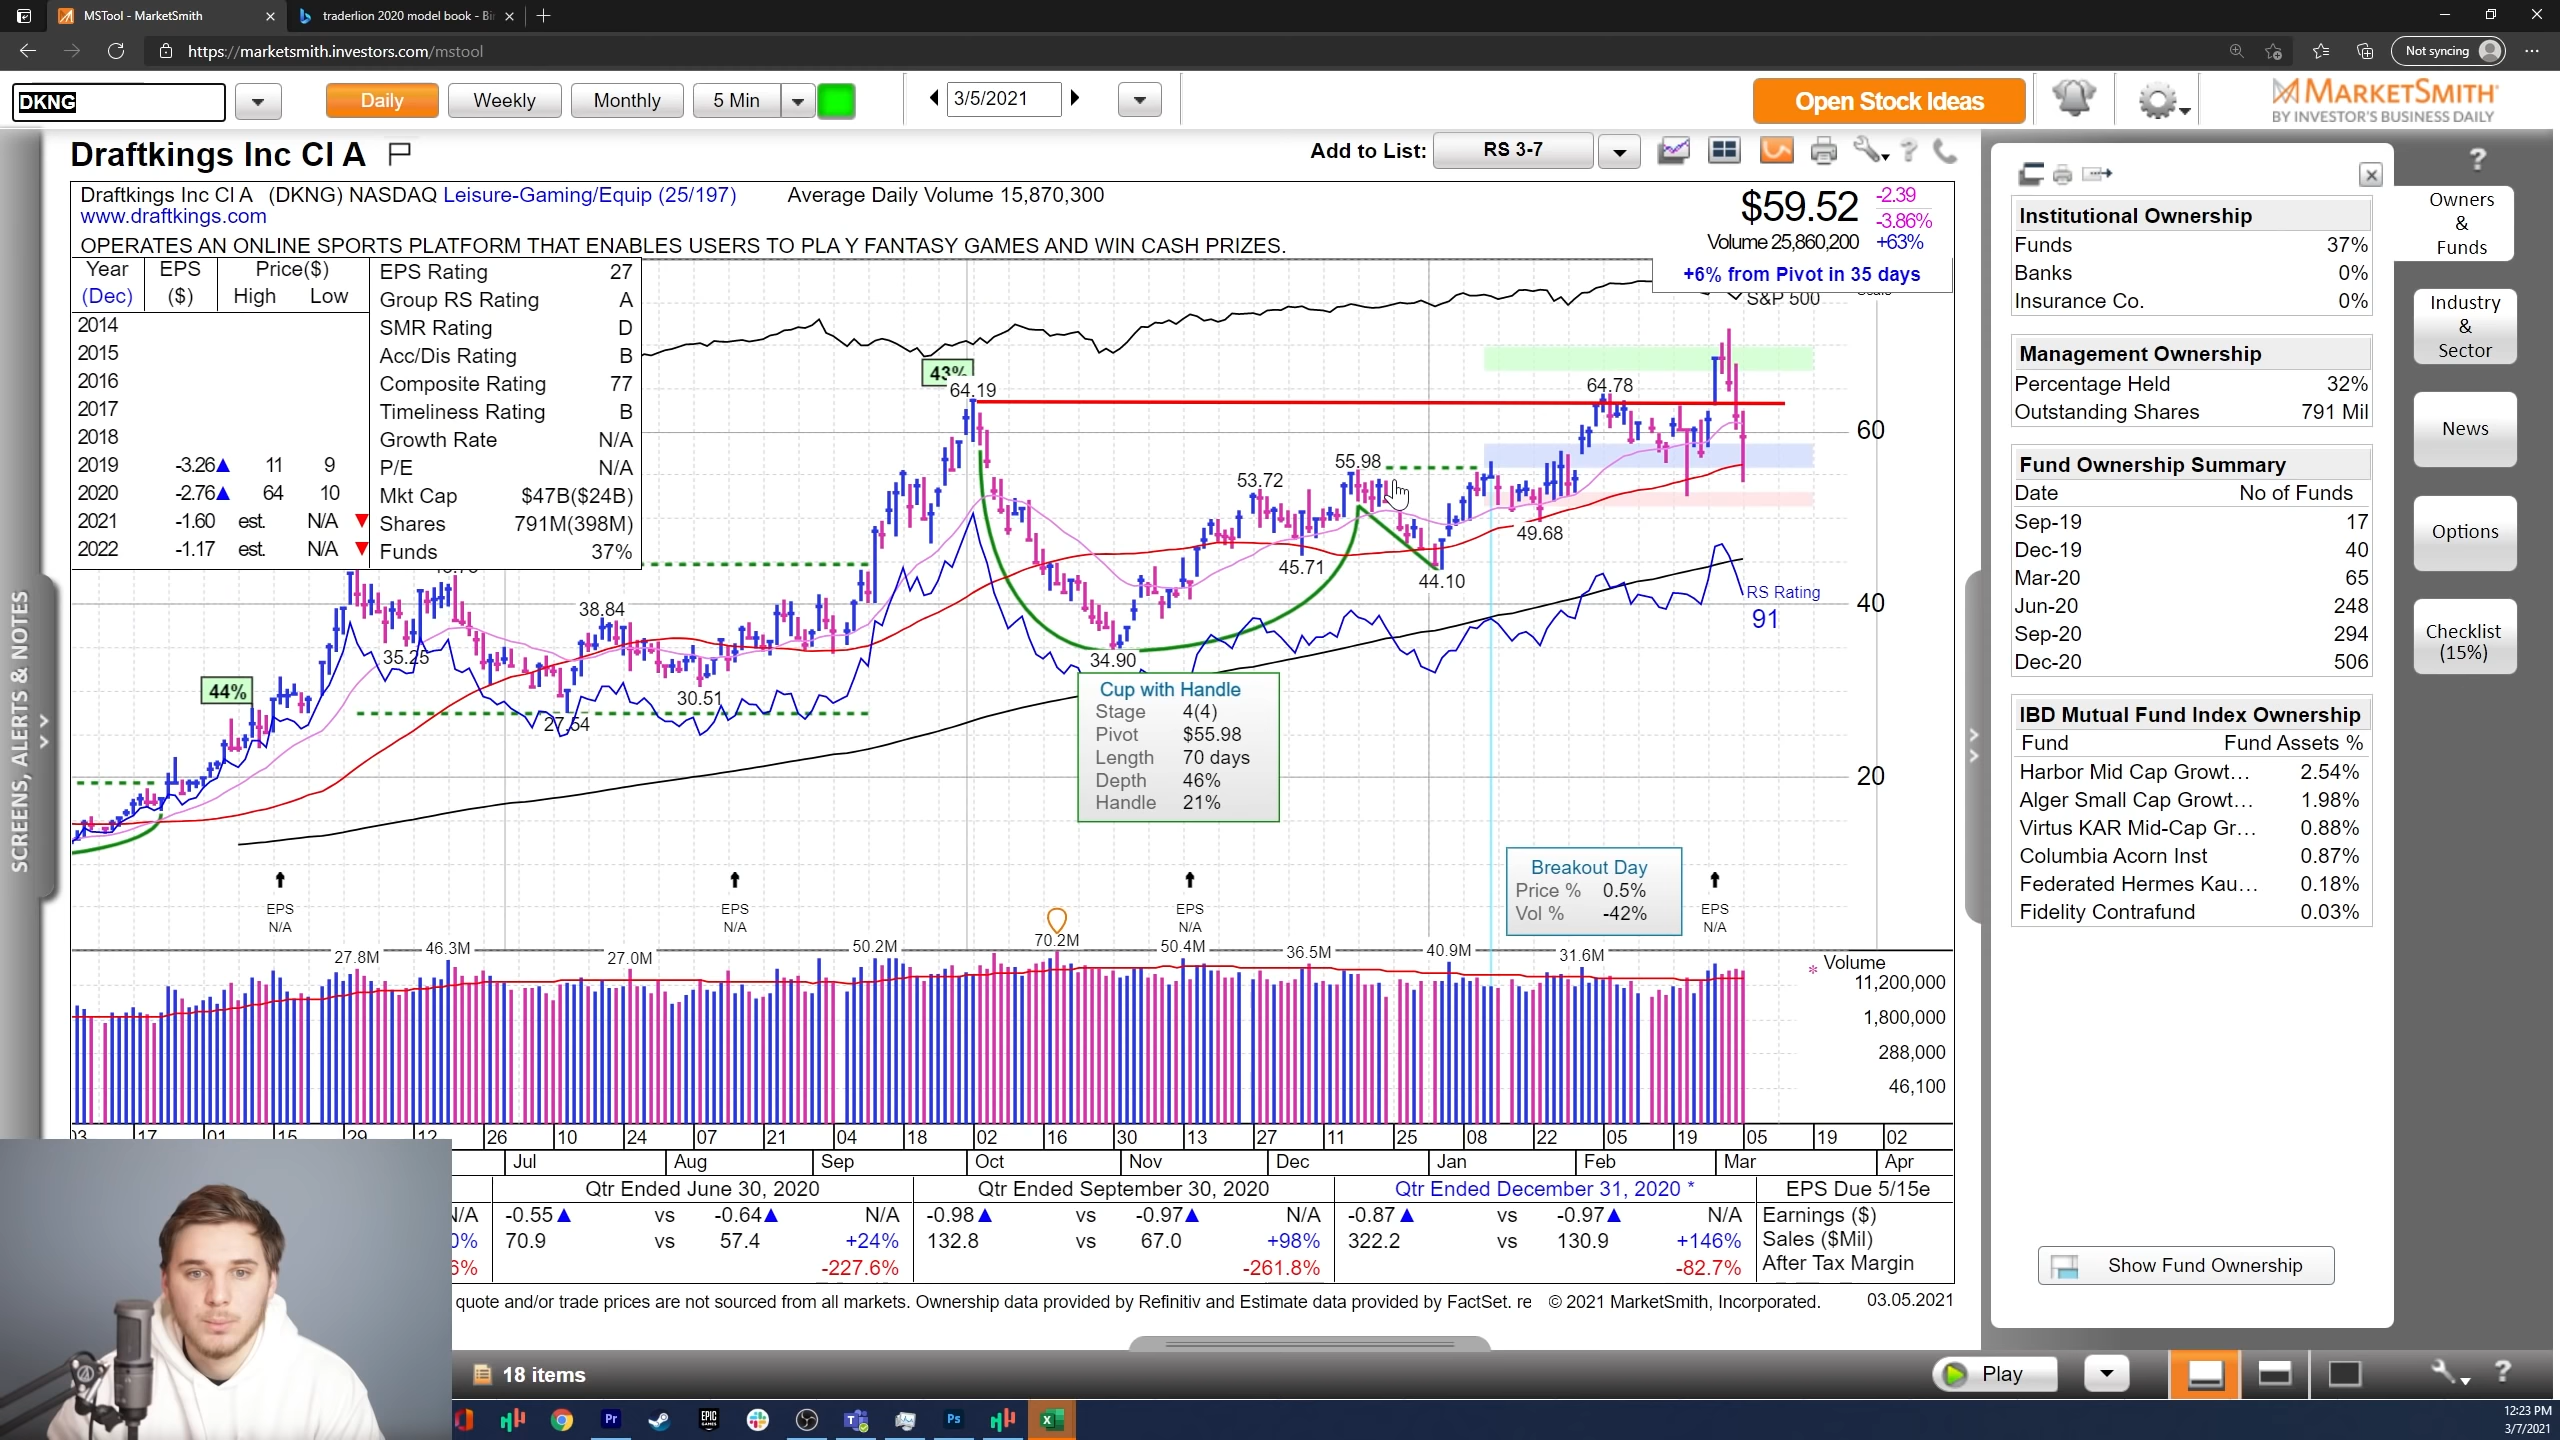 MSTool - MarketSmith
traderlion 2020 model book - Bi
https://marketsmith.investors.com/mstool
Not syncing
DKNG
Daily
Weekly
Monthly
5 Min
3/5/2021
Open Stock Ideas
MARKETSMITH
BY INVESTOR'S BUSINESS DAILY
Draftkings Inc Cl A
Add to List:
RS 3-7
Draftkings Inc Cl A (DKNG) NASDAQ Leisure-Gaming/Equip (25/197) Average Daily Volume 15,870,300
www.draftkings.com
OPERATES AN ONLINE SPORTS PLATFORM THAT ENABLES USERS TO PLA Y FANTASY GAMES AND WIN CASH PRIZES.
$59.52 -2.39
-3.86%
Volume 25,860,200 +63%
+6% from Pivot in 35 days
S&P 500
Year EPS Price($)
(Dec) ($) High Low
2014
2015
2016
2017
2018
2019 -3.26▲ 11 9
2020 -2.76▲ 64 10
2021 -1.60 est. N/A ▼
2022 -1.17 est. N/A ▼
EPS Rating 27
Group RS Rating A
SMR Rating D
Acc/Dis Rating B
Composite Rating 77
Timeliness Rating B
Growth Rate N/A
P/E N/A
Mkt Cap $47B($24B)
Shares 791M(398M)
Funds 37%
43%
64.19
64.78
60
55.98
53.72
49.68
45.71
44.10
40
38.84
35.25
34.90
30.51
27.54
44%
RS Rating
91
20
Cup with Handle
Stage 4(4)
Pivot $55.98
Length 70 days
Depth 46%
Handle 21%
Breakout Day
Price % 0.5%
Vol % -42%
EPS
N/A
EPS
N/A
EPS
N/A
EPS
N/A
27.8M
46.3M
27.0M
50.2M
70.2M
50.4M
36.5M
40.9M
31.6M
* Volume
11,200,000
1,800,000
288,000
46,100
03 17 01 15 29 12 26 10 24 07 21 04 18 02 16 30 13 27 11 25 08 22 05 19 05 19 02
Jul Aug Sep Oct Nov Dec Jan Feb Mar Apr
Qtr Ended June 30, 2020 Qtr Ended September 30, 2020 Qtr Ended December 31, 2020 * EPS Due 5/15e
N/A -0.55▲ vs -0.64▲ N/A -0.98▲ vs -0.97▲ N/A -0.87▲ vs -0.97▲ N/A Earnings ($)
0% 70.9 vs 57.4 +24% 132.8 vs 67.0 +98% 322.2 vs 130.9 +146% Sales ($Mil)
6% -227.6% -261.8% -82.7% After Tax Margin
quote and/or trade prices are not sourced from all markets. Ownership data provided by Refinitiv and Estimate data provided by FactSet. re © 2021 MarketSmith, Incorporated. 03.05.2021
SCREENS, ALERTS & NOTES
Institutional Ownership
Funds 37%
Banks 0%
Insurance Co. 0%
Management Ownership
Percentage Held 32%
Outstanding Shares 791 Mil
Fund Ownership Summary
Date No of Funds
Sep-19 17
Dec-19 40
Mar-20 65
Jun-20 248
Sep-20 294
Dec-20 506
IBD Mutual Fund Index Ownership
Fund Fund Assets %
Harbor Mid Cap Growt... 2.54%
Alger Small Cap Growt... 1.98%
Virtus KAR Mid-Cap Gr... 0.88%
Columbia Acorn Inst 0.87%
Federated Hermes Kau... 0.18%
Fidelity Contrafund 0.03%
Show Fund Ownership
Owners
&
Funds
Industry
&
Sector
News
Options
Checklist
(15%)
18 items
Play
Pr
Ps
EPIC
12:23 PM
3/7/2021